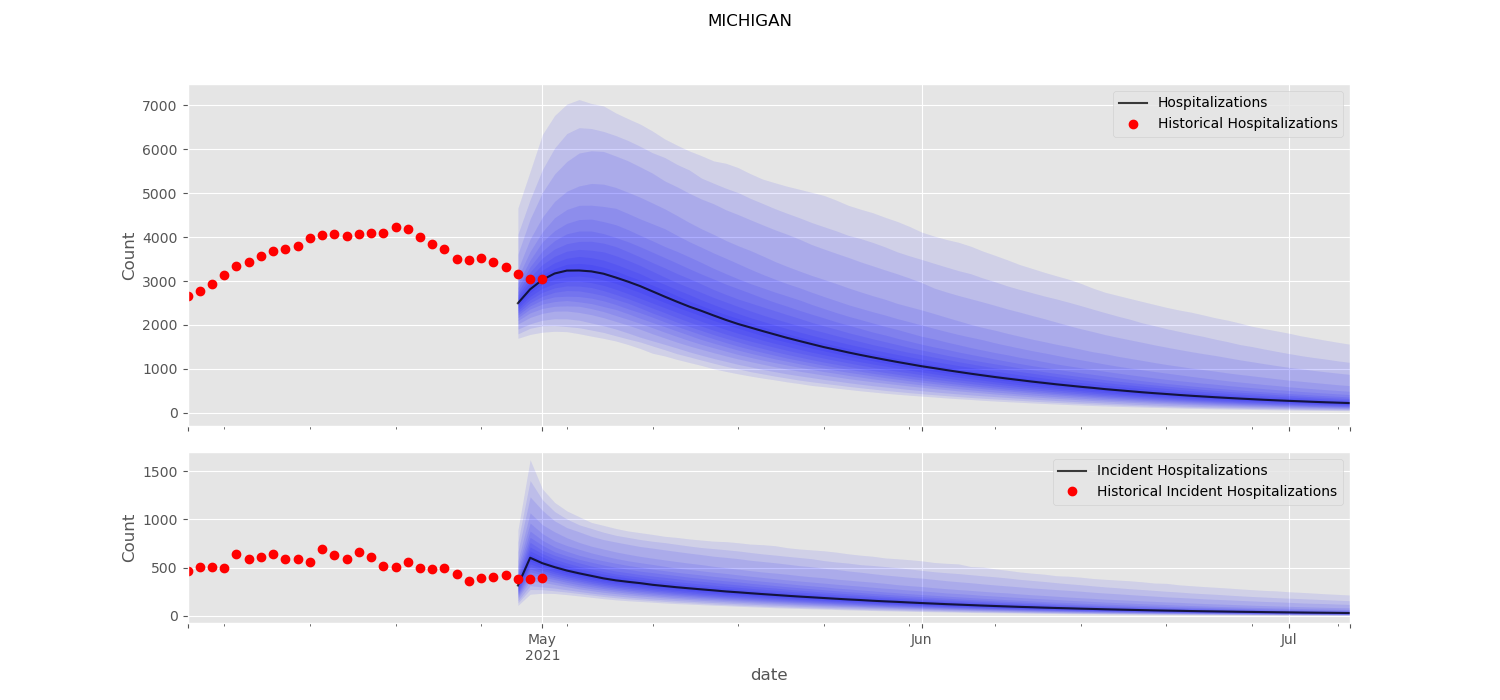 MICHIGAN
Hospitalizations
Historical Hospitalizations
7000
6000
5000
4000
3000
2000
1000
0
Count
Incident Hospitalizations
Historical Incident Hospitalizations
1500
1000
500
0
Count
May
2021
Jun
Jul
date